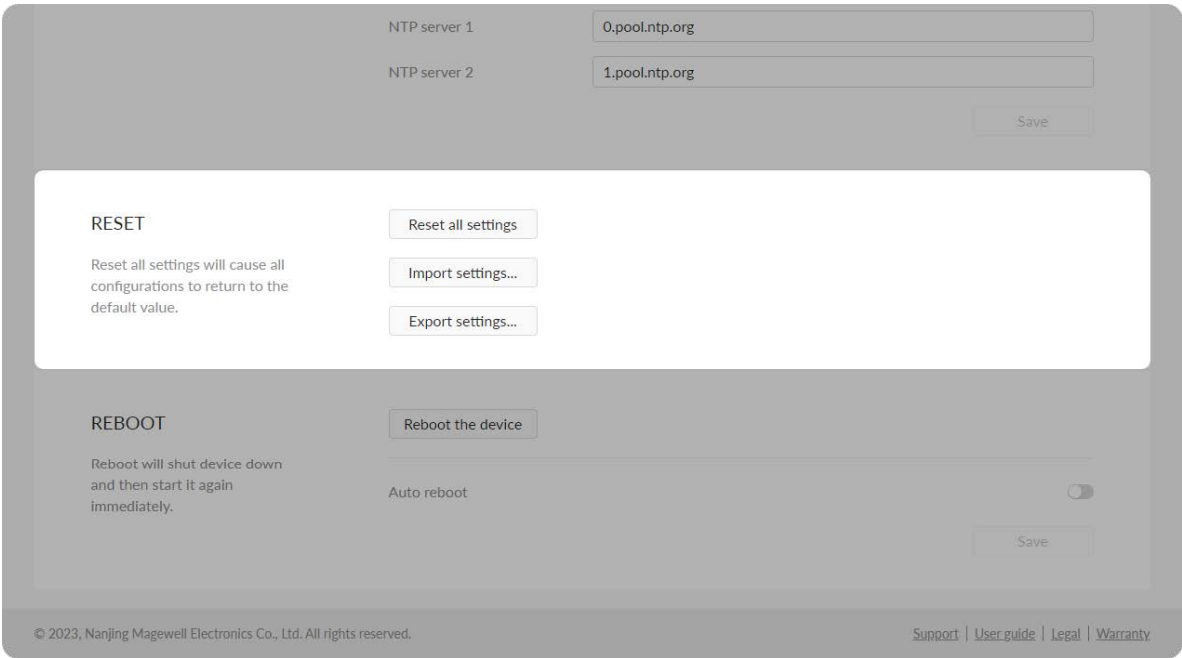 NTP server 1
0.pool.ntp.org
NTP server 2
1.pool.ntp.org
Save
RESET
Reset all settings will cause all
configurations to return to the
default value.
Reset all settings
Import settings...
Export settings...
REBOOT
Reboot will shut device down
and then start it again
immediately.
Reboot the device
Auto reboot
Save
© 2023, Nanjing Magewell Electronics Co., Ltd. All rights reserved.
Support | User guide | Legal | Warranty